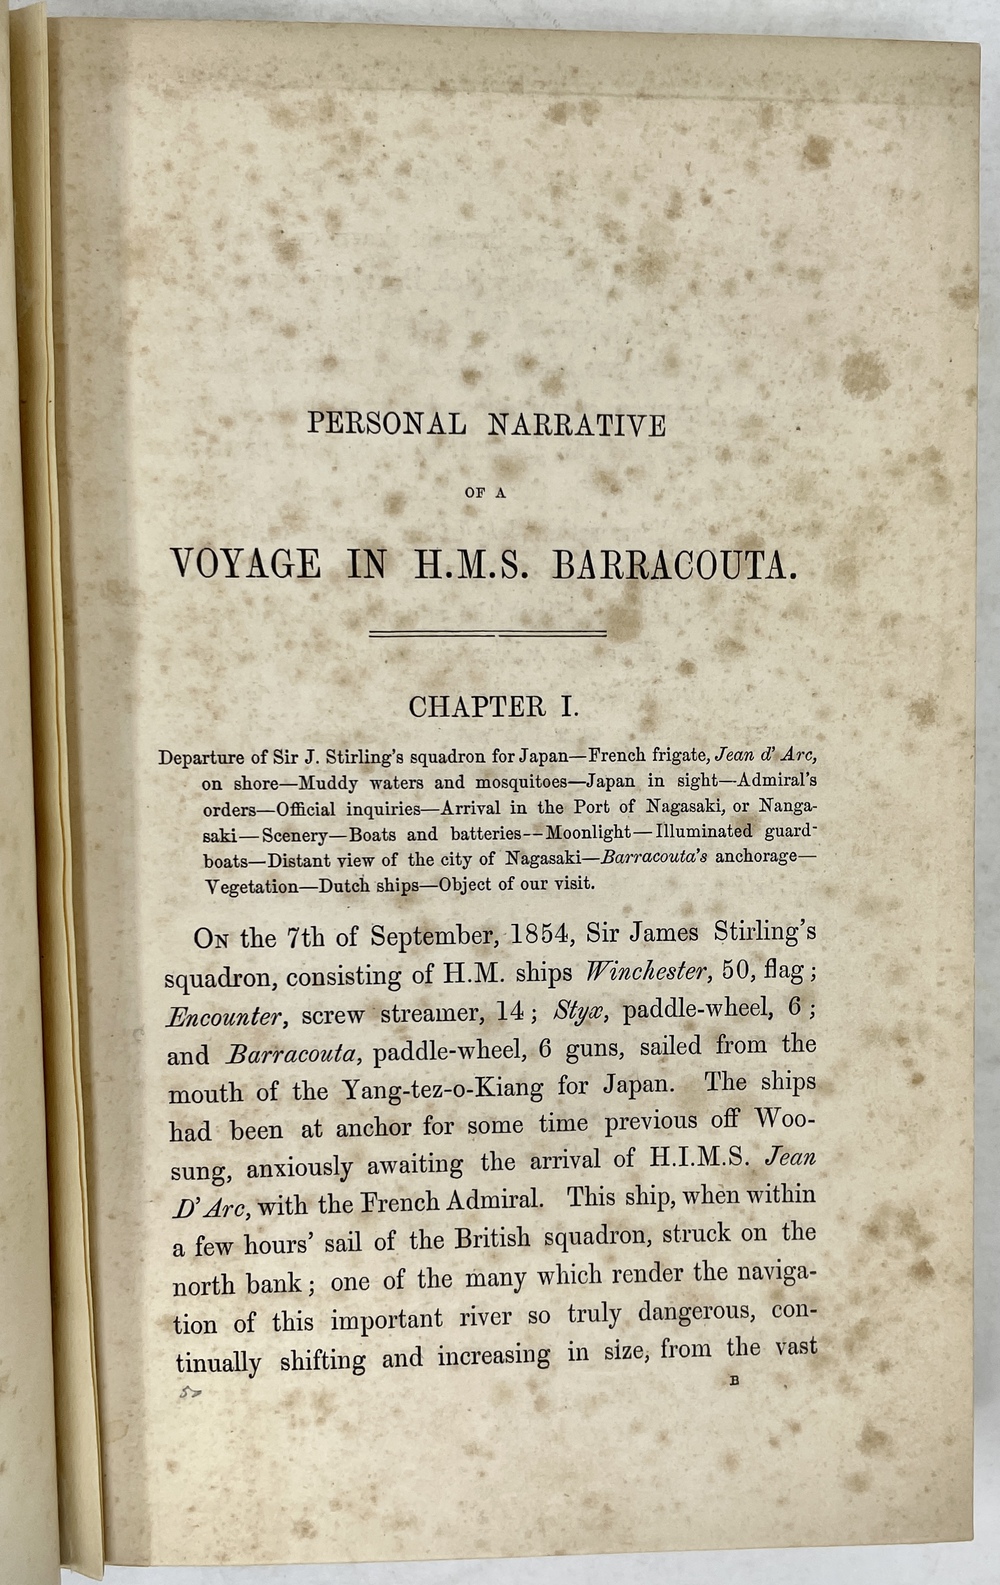 PERSONAL NARRATIVE
OF A
VOYAGE IN H.M.S. BARRACOUTA.
CHAPTER I.
Departure of Sir J. Stirling's squadron for Japan—French frigate, Jean d' Arc,
on shore—Muddy waters and mosquitoes—Japan in sight—Admiral's
orders—Official inquiries—Arrival in the Port of Nagasaki, or Nanga-
saki—Scenery—Boats and batteries--Moonlight—Illuminated guard-
boats—Distant view of the city of Nagasaki—Barracouta's anchorage—
Vegetation—Dutch ships—Object of our visit.
ON the 7th of September, 1854, Sir James Stirling's
squadron, consisting of H.M. ships Winchester, 50, flag;
Encounter, screw streamer, 14; Styx, paddle-wheel, 6;
and Barracouta, paddle-wheel, 6 guns, sailed from the
mouth of the Yang-tez-o-Kiang for Japan. The ships
had been at anchor for some time previous off Woo-
sung, anxiously awaiting the arrival of H.I.M.S. Jean
D' Arc, with the French Admiral. This ship, when within
a few hours' sail of the British squadron, struck on the
north bank; one of the many which render the naviga-
tion of this important river so truly dangerous, con-
tinually shifting and increasing in size, from the vast
B